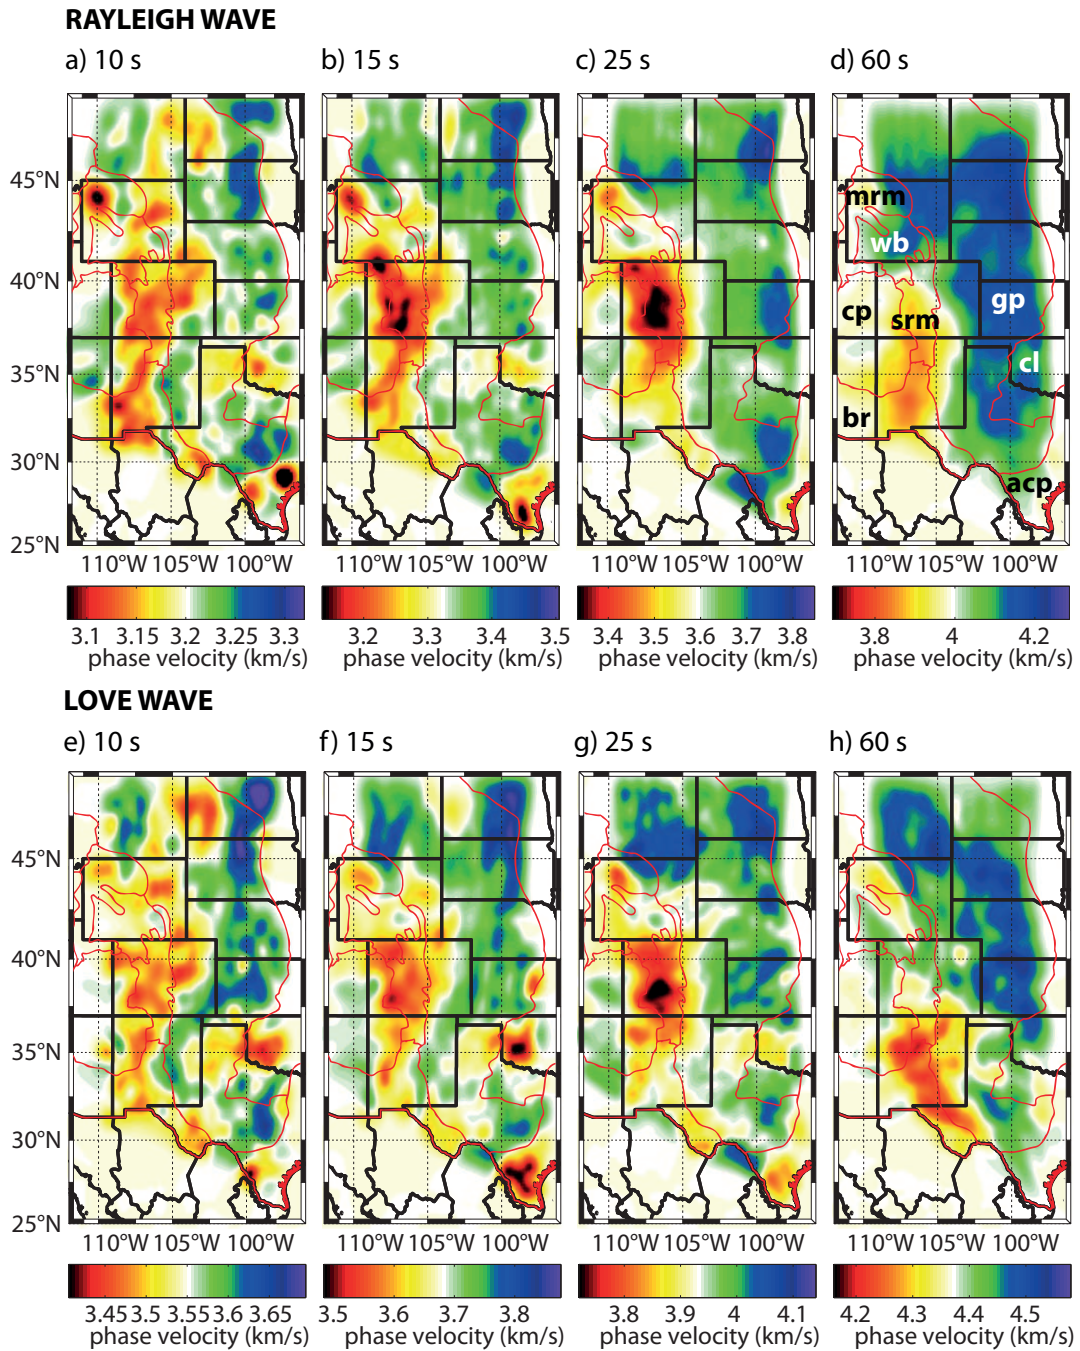 RAYLEIGH WAVE
a) 10 s b) 15 s c) 25 s d) 60 s
45°N
mrm
wb
40°N
cp srm gp
35°N
cl
br
30°N
acp
25°N
110°W 105°W 100°W 110°W 105°W 100°W 110°W 105°W 100°W 110°W 105°W 100°W
3.1 3.15 3.2 3.25 3.3 3.2 3.3 3.4 3.5 3.4 3.5 3.6 3.7 3.8 3.8 4 4.2
phase velocity (km/s) phase velocity (km/s) phase velocity (km/s) phase velocity (km/s)
LOVE WAVE
e) 10 s f) 15 s g) 25 s h) 60 s
45°N
40°N
35°N
30°N
25°N
110°W 105°W 100°W 110°W 105°W 100°W 110°W 105°W 100°W 110°W 105°W 100°W
3.45 3.5 3.55 3.6 3.65 3.5 3.6 3.7 3.8 3.8 3.9 4 4.1 4.2 4.3 4.4 4.5
phase velocity (km/s) phase velocity (km/s) phase velocity (km/s) phase velocity (km/s)